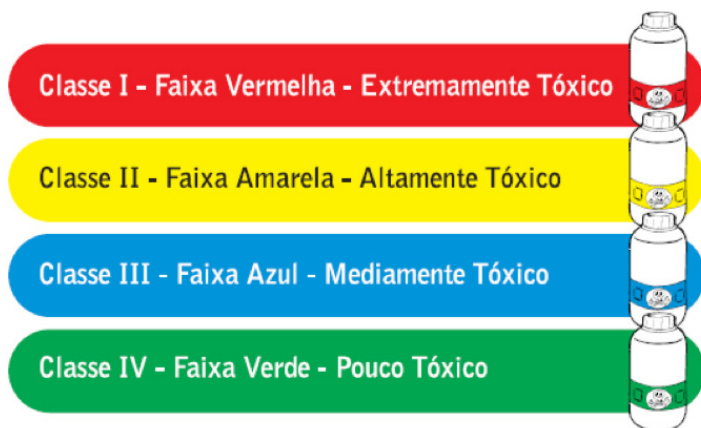 Classe I - Faixa Vermelha - Extremamente Tóxico
Classe II - Faixa Amarela - Altamente Tóxico
Classe III - Faixa Azul - Mediamente Tóxico
Classe IV - Faixa Verde - Pouco Tóxico